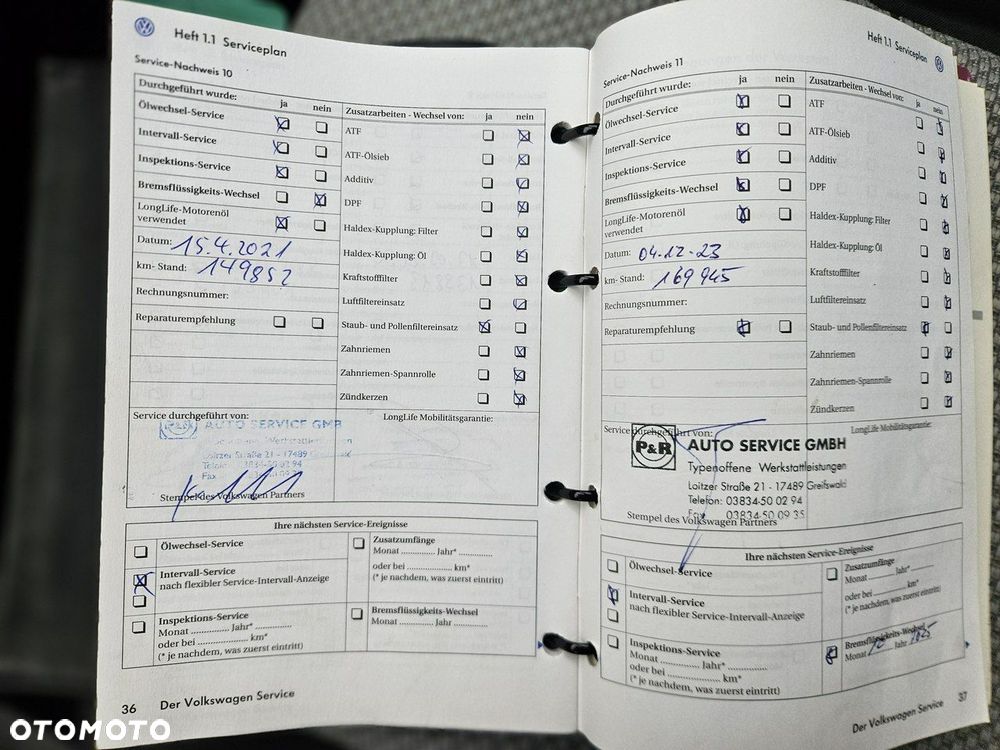 Heft 1.1 Serviceplan
Service-Nachweis 10
Durchgeführt wurde: ja nein
Ölwechsel-Service
Intervall-Service
Inspektions-Service
Bremsflüssigkeits-Wechsel
LongLife-Motorenöl
verwendet
Datum: 15.4.2021
km- Stand: 149852
Rechnungsnummer:
Reparaturempfehlung
Zusatzarbeiten - Wechsel von: ja nein
ATF
ATF-Ölsieb
Additiv
DPF
Haldex-Kupplung: Filter
Haldex-Kupplung: Öl
Kraftstofffilter
Luftfiltereinsatz
Staub- und Pollenfiltereinsatz
Zahnriemen
Zahnriemen-Spannrolle
Zündkerzen
Service durchgeführt von:
LongLife Mobilitätsgarantie:
P&R AUTO SERVICE GMB
Loitzer Straße 21 - 17489 Greifswald
Telefon 03834-50 02 94
Fax
Stempel des Volkswagen Partners
Ihre nächsten Service-Ereignisse
Ölwechsel-Service
Intervall-Service
nach flexibler Service-Intervall-Anzeige
Inspektions-Service
Monat ................ Jahr* ...............
oder bei ........................... km*
(* je nachdem, was zuerst eintritt)
Zusatzumfänge
Monat .............. Jahr* ..............
oder bei .................... km*
(* je nachdem, was zuerst eintritt)
Bremsflüssigkeits-Wechsel
Monat .............. Jahr ..............
36 Der Volkswagen Service
Heft 1.1 Serviceplan
Service-Nachweis 11
Durchgeführt wurde: ja nein
Ölwechsel-Service
Intervall-Service
Inspektions-Service
Bremsflüssigkeits-Wechsel
LongLife-Motorenöl
verwendet
Datum: 04.12-23
km- Stand: 169945
Rechnungsnummer:
Reparaturempfehlung
Zusatzarbeiten - Wechsel von: ja nein
ATF
ATF-Ölsieb
Additiv
DPF
Haldex-Kupplung: Filter
Haldex-Kupplung: Öl
Kraftstofffilter
Luftfiltereinsatz
Staub- und Pollenfiltereinsatz
Zahnriemen
Zahnriemen-Spannrolle
Zündkerzen
Service durchgeführt von:
LongLife Mobilitätsgarantie:
P&R AUTO SERVICE GMBH
Typenoffene Werkstattleistungen
Loitzer Straße 21 - 17489 Greifswald
Telefon: 03834-50 02 94
Fax 03834-50 09 35
Stempel des Volkswagen Partners
Ihre nächsten Service-Ereignisse
Ölwechsel-Service
Intervall-Service
nach flexibler Service-Intervall-Anzeige
Inspektions-Service
Monat ................ Jahr* ................
oder bei ........................... km*
(* je nachdem, was zuerst eintritt)
Zusatzumfänge
Monat .............. Jahr* ..............
oder bei .................... km*
(* je nachdem, was zuerst eintritt)
Bremsflüssigkeits-Wechsel
Monat 12 Jahr 2025
Der Volkswagen Service 37
OTOMOTO